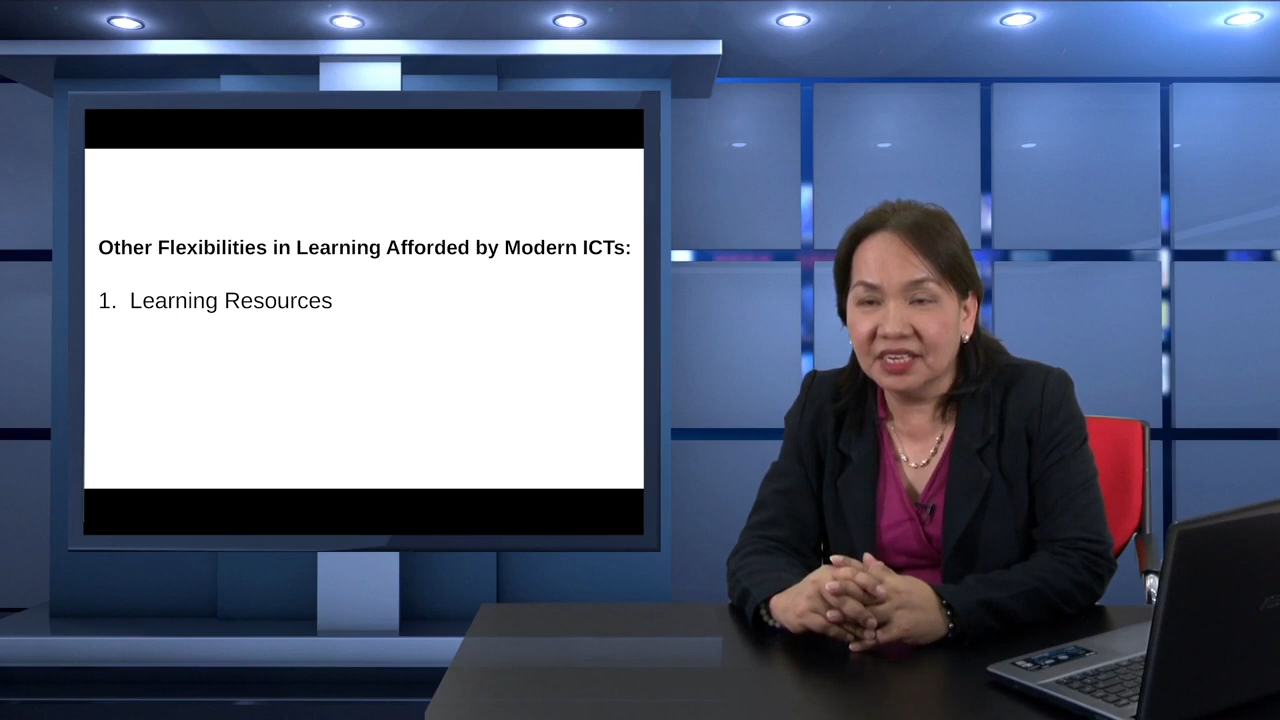 Other Flexibilities in Learning Afforded by Modern ICTs:
1. Learning Resources